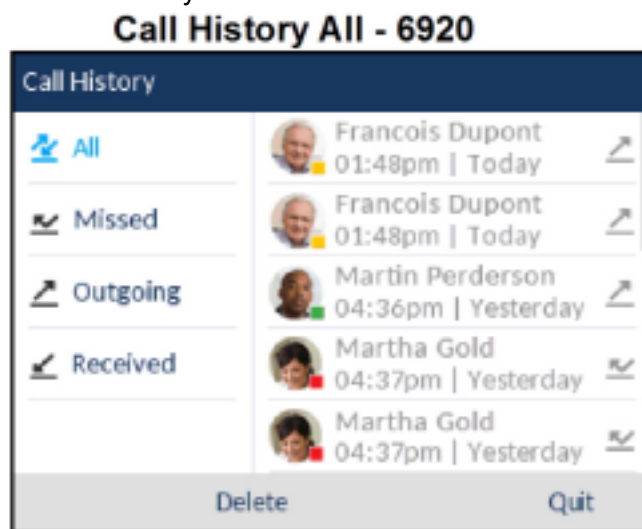 Call History All - 6920
Call History
All
Missed
Outgoing
Received
Francois Dupont
01:48pm | Today
Francois Dupont
01:48pm | Today
Martin Perderson
04:36pm | Yesterday
Martha Gold
04:37pm | Yesterday
Martha Gold
04:37pm | Yesterday
Delete
Quit